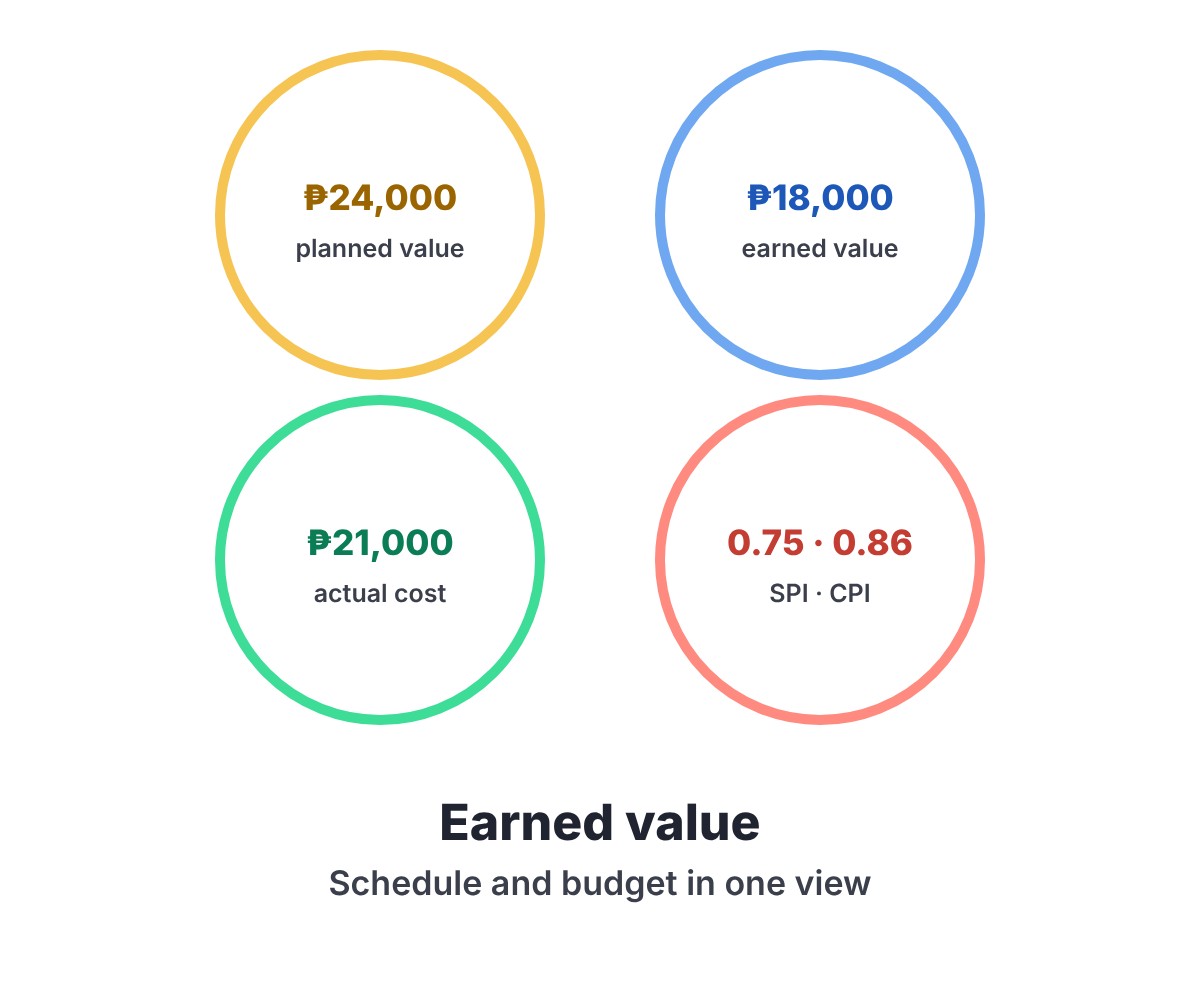 ₱24,000
planned value
₱18,000
earned value
₱21,000
actual cost
0.75 · 0.86
SPI · CPI
Earned value
Schedule and budget in one view